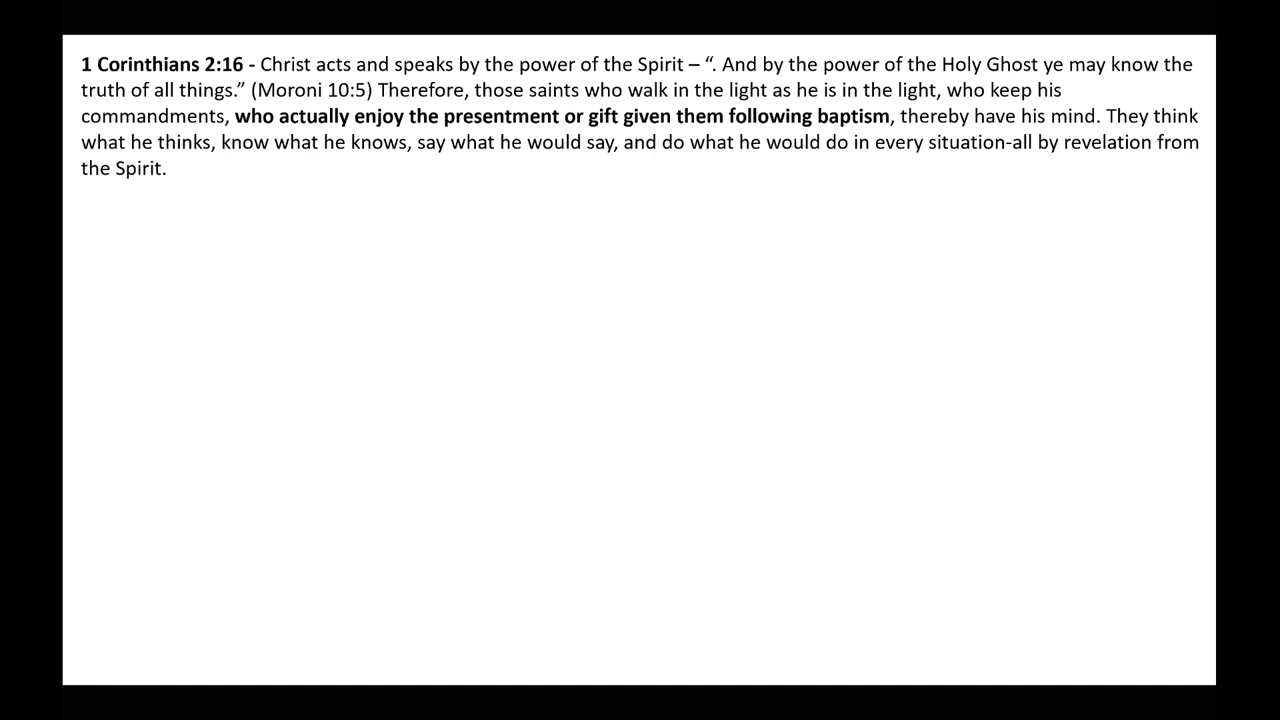 1 Corinthians 2:16 - Christ acts and speaks by the power of the Spirit – “. And by the power of the Holy Ghost ye may know the
truth of all things.” (Moroni 10:5) Therefore, those saints who walk in the light as he is in the light, who keep his
commandments, who actually enjoy the presentment or gift given them following baptism, thereby have his mind. They think
what he thinks, know what he knows, say what he would say, and do what he would do in every situation-all by revelation from
the Spirit.